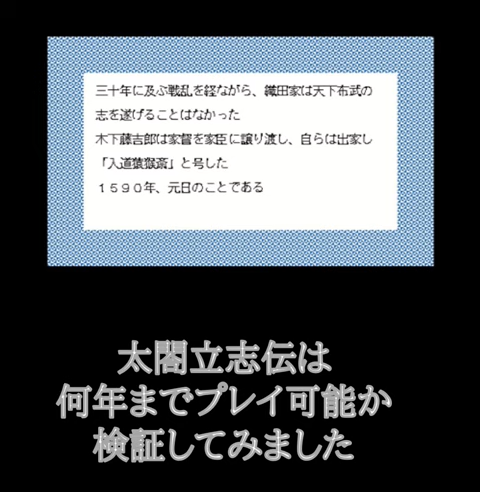 三十年に及ぶ戦乱を経ながら、織田家は天下布武の
志を遂げることはなかった
木下藤吉郎は家督を家臣に譲り渡し、自らは出家し
「入道猿猴斎」と号した
１５９０年、元日のことである
太閤立志伝は
何年までプレイ可能か
検証してみました